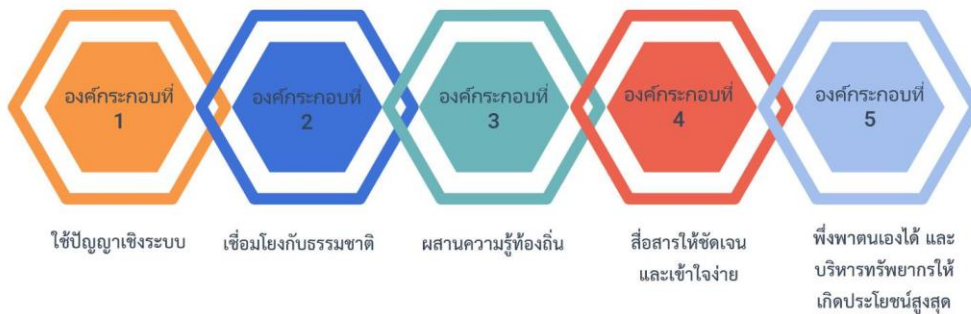 องค์กระกอบที่
1
องค์กระกอบที่
2
องค์กระกอบที่
3
องค์กระกอบที่
4
องค์กระกอบที่
5
ใช้ปัญญาเชิงระบบ
เชื่อมโยงกับธรรมชาติ
ผสานความรู้ท้องถิ่น
สื่อสารให้ชัดเจน
และเข้าใจง่าย
พึ่งพาตนเองได้ และ
บริหารทรัพยากรให้
เกิดประโยชน์สูงสุด